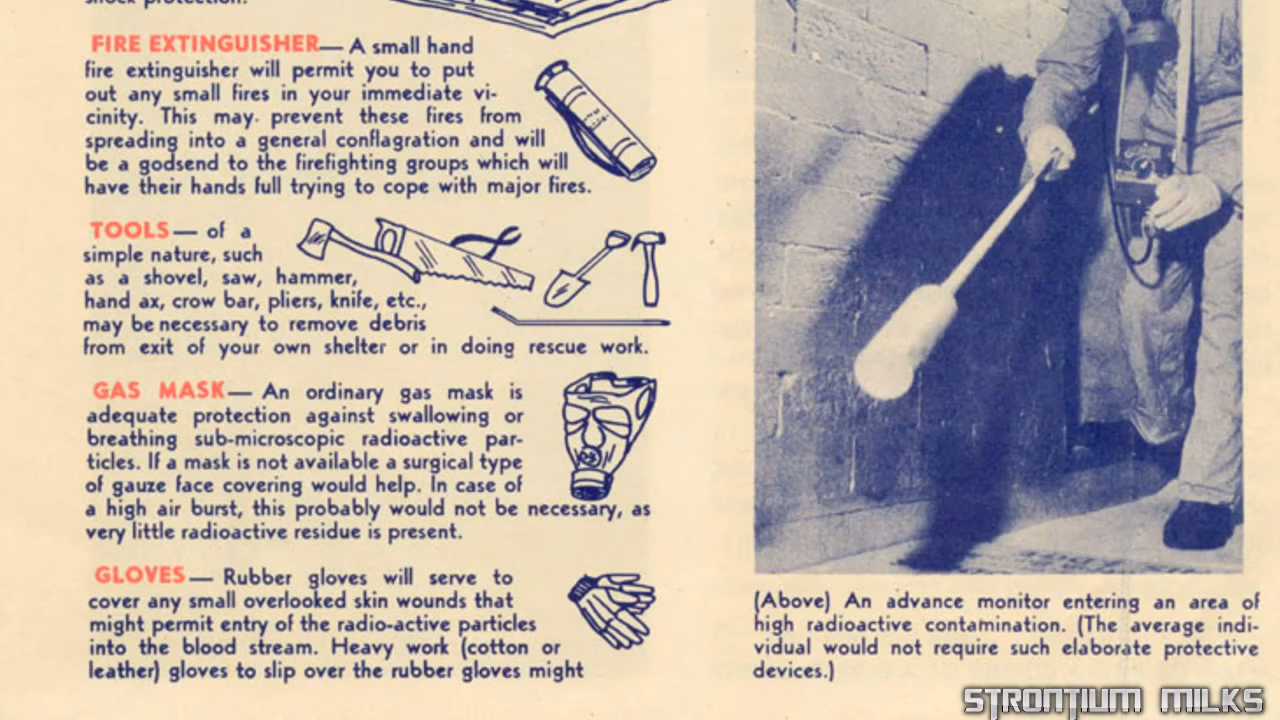 shock protection.
FIRE EXTINGUISHER— A small hand
fire extinguisher will permit you to put
out any small fires in your immediate vi-
cinity. This may prevent these fires from
spreading into a general conflagration and will
be a godsend to the firefighting groups which will
have their hands full trying to cope with major fires.
TOOLS— of a
simple nature, such
as a shovel, saw, hammer,
hand ax, crow bar, pliers, knife, etc.,
may be necessary to remove debris
from exit of your own shelter or in doing rescue work.
GAS MASK— An ordinary gas mask is
adequate protection against swallowing or
breathing sub-microscopic radioactive par-
ticles. If a mask is not available a surgical type
of gauze face covering would help. In case of
a high air burst, this probably would not be necessary, as
very little radioactive residue is present.
GLOVES— Rubber gloves will serve to
cover any small overlooked skin wounds that
might permit entry of the radio-active particles
into the blood stream. Heavy work (cotton or
leather) gloves to slip over the rubber gloves might
(Above) An advance monitor entering an area of
high radioactive contamination. (The average indi-
vidual would not require such elaborate protective
devices.)
STRONTIUM MILKS